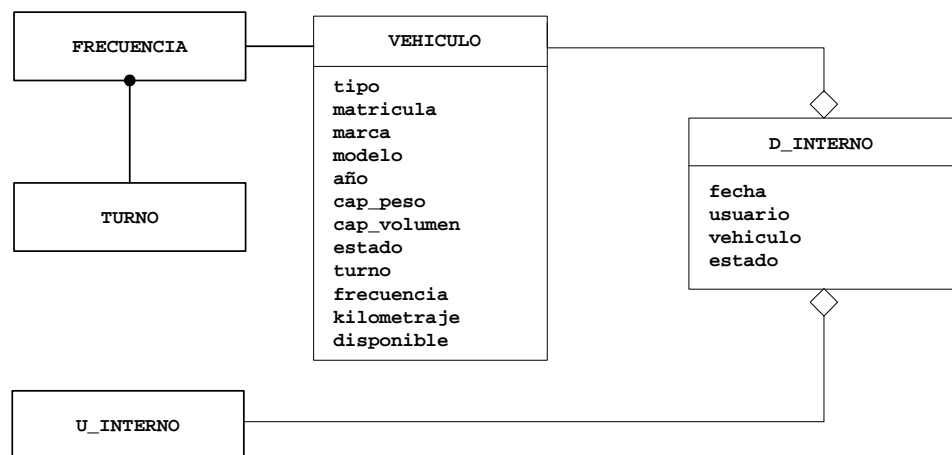 FRECUENCIA
VEHICULO
tipo
matricula
marca
modelo
año
cap_peso
cap_volumen
estado
turno
frecuencia
kilometraje
disponible
D_INTERNO
fecha
usuario
vehiculo
estado
TURNO
U_INTERNO